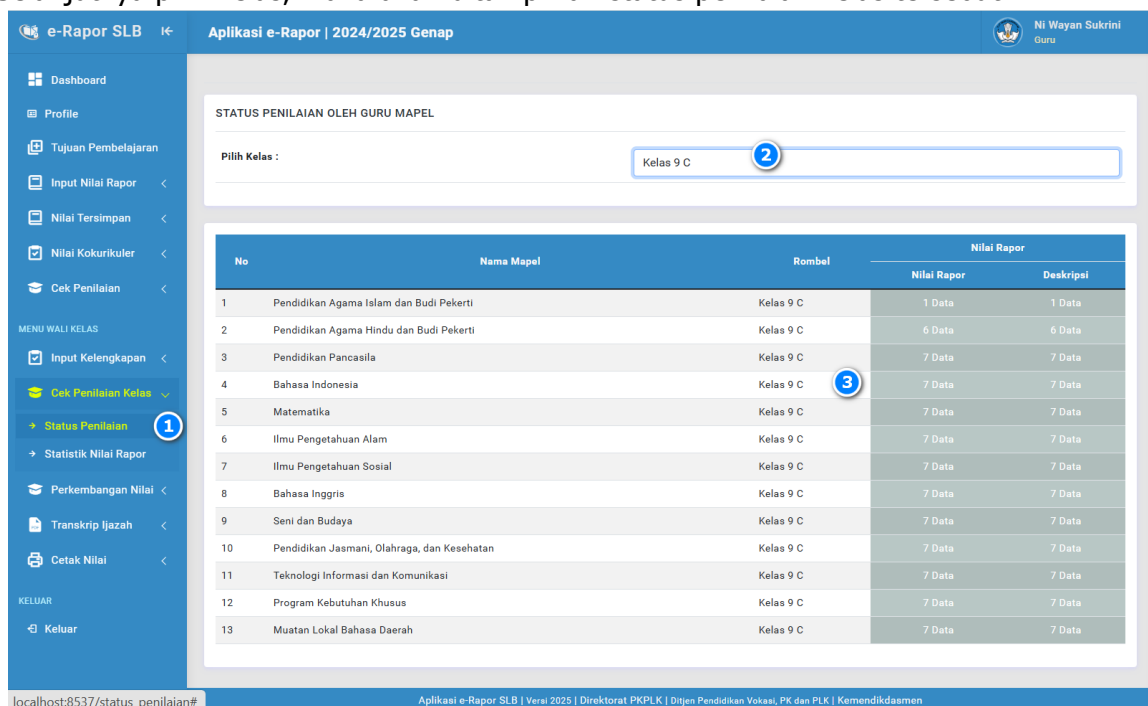 e-Rapor SLB
Aplikasi e-Rapor | 2024/2025 Genap
Ni Wayan Sukrini
Guru
Dashboard
Profile
Tujuan Pembelajaran
Input Nilai Rapor
Nilai Tersimpan
Nilai Kokurikuler
Cek Penilaian
MENU WALI KELAS
Input Kelengkapan
Cek Penilaian Kelas
Status Penilaian 1
Statistik Nilai Rapor
Perkembangan Nilai
Transkrip Ijazah
Cetak Nilai
KELUAR
Keluar
STATUS PENILAIAN OLEH GURU MAPEL
Pilih Kelas : Kelas 9 C 2
No Nama Mapel Rombel Nilai Rapor
Nilai Rapor Deskripsi
1 Pendidikan Agama Islam dan Budi Pekerti Kelas 9 C 1 Data 1 Data
2 Pendidikan Agama Hindu dan Budi Pekerti Kelas 9 C 6 Data 6 Data
3 Pendidikan Pancasila Kelas 9 C 7 Data 7 Data
4 Bahasa Indonesia Kelas 9 C 3 7 Data 7 Data
5 Matematika Kelas 9 C 7 Data 7 Data
6 Ilmu Pengetahuan Alam Kelas 9 C 7 Data 7 Data
7 Ilmu Pengetahuan Sosial Kelas 9 C 7 Data 7 Data
8 Bahasa Inggris Kelas 9 C 7 Data 7 Data
9 Seni dan Budaya Kelas 9 C 7 Data 7 Data
10 Pendidikan Jasmani, Olahraga, dan Kesehatan Kelas 9 C 7 Data 7 Data
11 Teknologi Informasi dan Komunikasi Kelas 9 C 7 Data 7 Data
12 Program Kebutuhan Khusus Kelas 9 C 7 Data 7 Data
13 Muatan Lokal Bahasa Daerah Kelas 9 C 7 Data 7 Data
localhost:8537/status_penilaian#
Aplikasi e-Rapor SLB | Versi 2025 | Direktorat PKPLK | Ditjen Pendidikan Vokasi, PK dan PLK | Kemendikdasmen